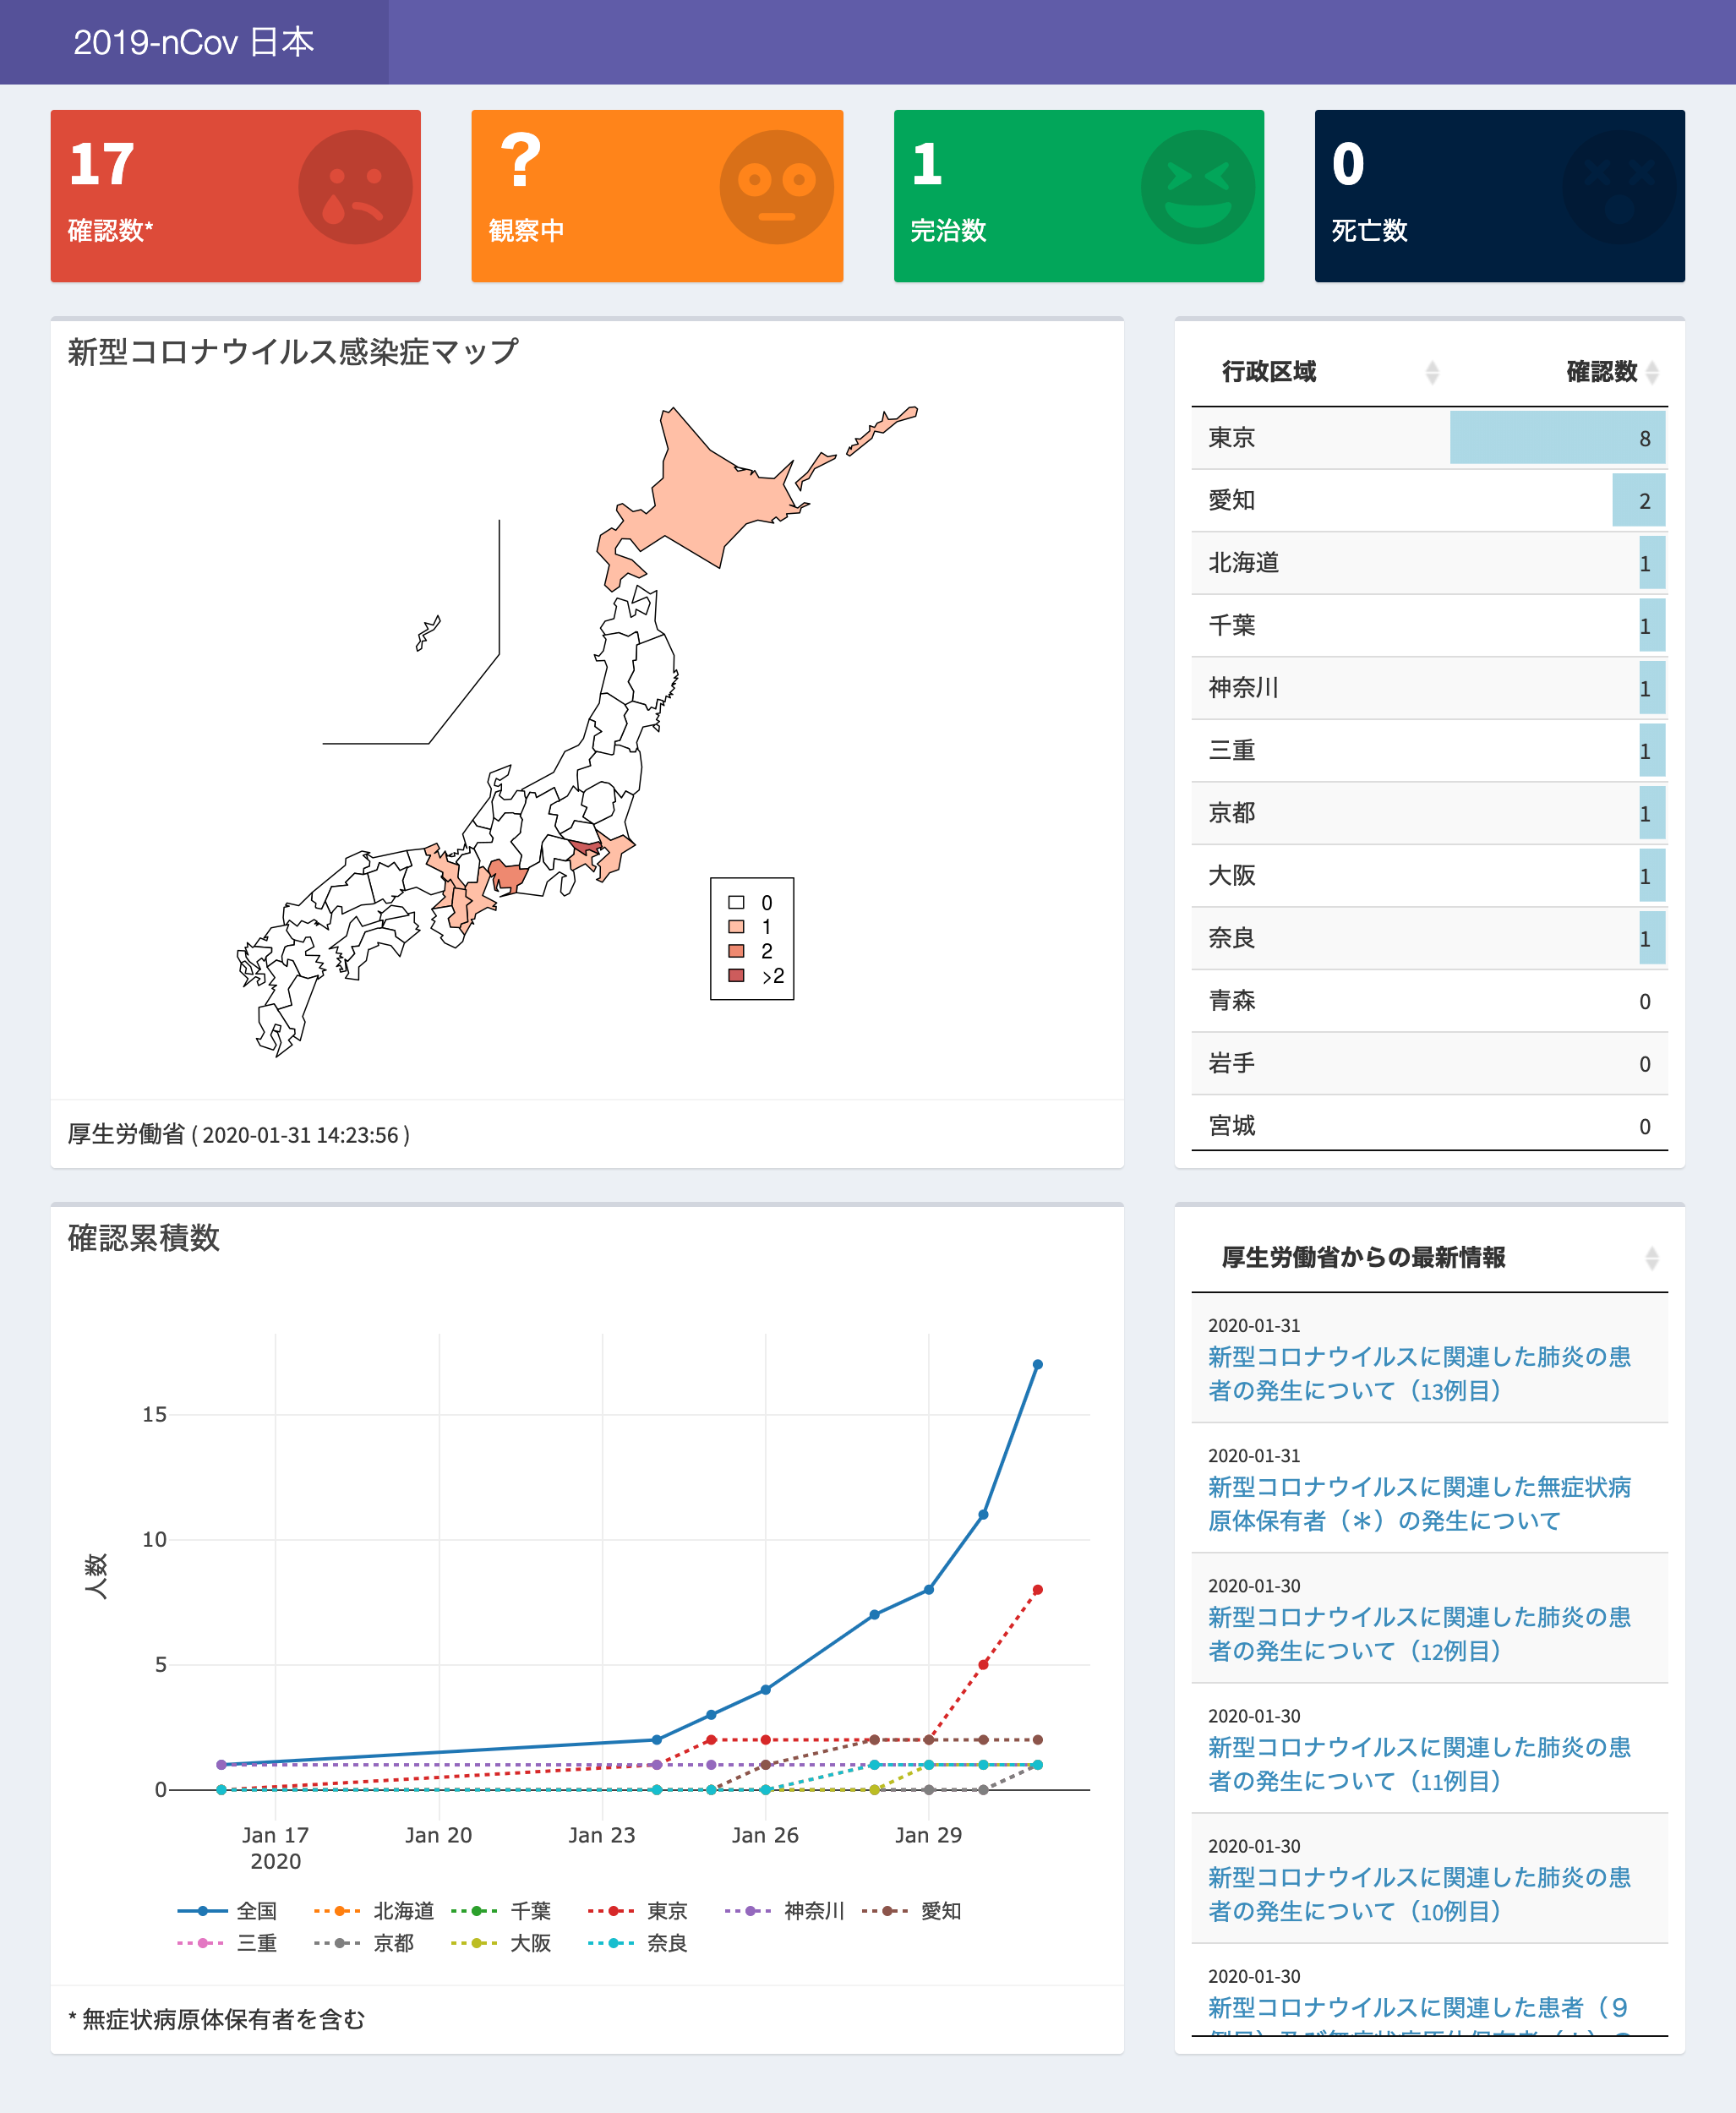 2019-nCov 日本
17
確認数*
?
観察中
1
完治数
0
死亡数
新型コロナウイルス感染症マップ
0
1
2
>2
厚生労働省 ( 2020-01-31 14:23:56 )
行政区域 確認数
東京 8
愛知 2
北海道 1
千葉 1
神奈川 1
三重 1
京都 1
大阪 1
奈良 1
青森 0
岩手 0
宮城 0
確認累積数
人数
15
10
5
0
Jan 17 Jan 20 Jan 23 Jan 26 Jan 29
2020
全国 北海道 千葉 東京 神奈川 愛知
三重 京都 大阪 奈良
* 無症状病原体保有者を含む
厚生労働省からの最新情報
2020-01-31
新型コロナウイルスに関連した肺炎の患
者の発生について（13例目）
2020-01-31
新型コロナウイルスに関連した無症状病
原体保有者（＊）の発生について
2020-01-30
新型コロナウイルスに関連した肺炎の患
者の発生について（12例目）
2020-01-30
新型コロナウイルスに関連した肺炎の患
者の発生について（11例目）
2020-01-30
新型コロナウイルスに関連した肺炎の患
者の発生について（10例目）
2020-01-30
新型コロナウイルスに関連した患者（９